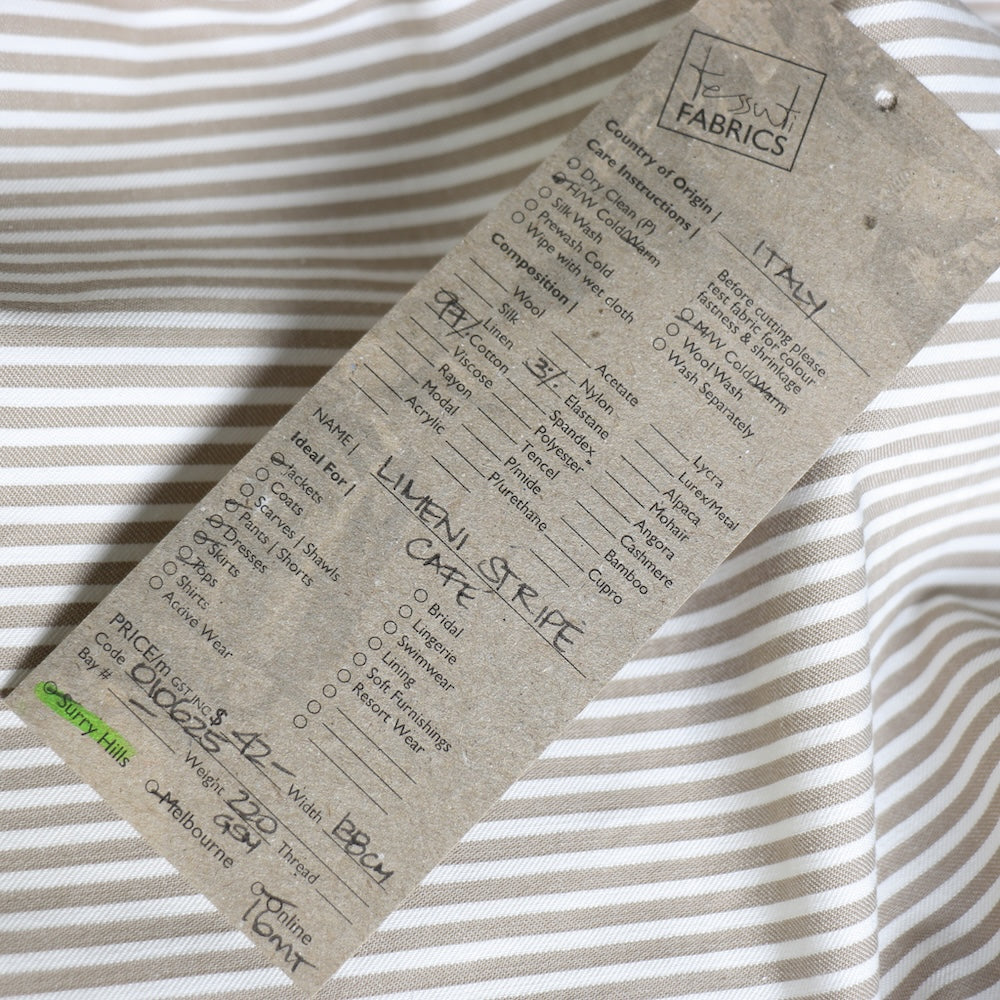 tessuti
FABRICS
Country of Origin | ITALY
Care Instructions |
Dry Clean (P)
H/W Cold/Warm
Silk Wash
Prewash Cold
Wipe with wet cloth
Before cutting please
rest fabric for colour
fastness & shrinkage
M/W Cold/Warm
Wool Wash
Wash Separately
Composition |
Wool
Silk
Linen
97% Cotton
Viscose
Rayon
Modal
Acrylic
Acetate
Nylon
3% Elastane
Spandex
Polyester
Tencel
P/mide
P/urethane
Lycra
Lurex/Metal
Alpaca
Mohair
Angora
Cashmere
Bamboo
Cupro
NAME | LIMENI STRIPE
CAFE
Ideal For |
Jackets
Coats
Scarves | Shawls
Pants | Shorts
Dresses
Skirts
Tops
Shirts
Active Wear
Bridal
Lingerie
Swimwear
Lining
Soft Furnishings
Resort Wear
PRICE/m GST INC $ 42-
Code 010625
Width 138CM
Bay # -
Weight 220
GSM
Thread
Surry Hills
Melbourne
Online
16MT